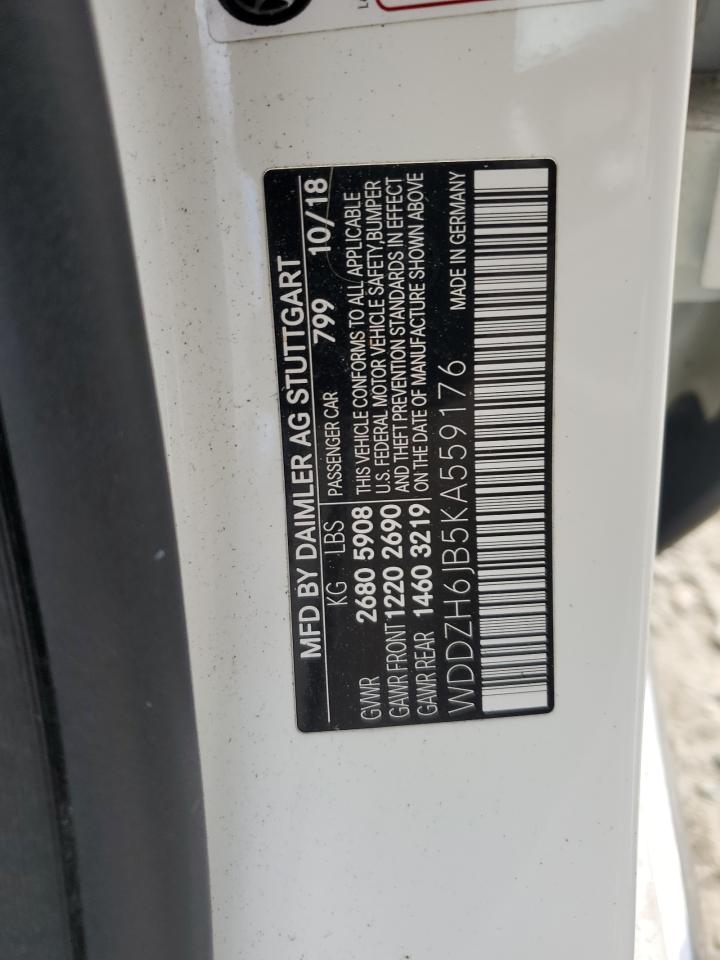 MFD BY DAIMLER AG STUTTGART
KG LBS PASSENGER CAR 799 10/18
GVWR 2680 5908 THIS VEHICLE CONFORMS TO ALL APPLICABLE
GAWR FRONT 1220 2690 U.S. FEDERAL MOTOR VEHICLE SAFETY,BUMPER
GAWR REAR 1460 3219 AND THEFT PREVENTION STANDARDS IN EFFECT
ON THE DATE OF MANUFACTURE SHOWN ABOVE
WDDZH6JB5KA559176 MADE IN GERMANY